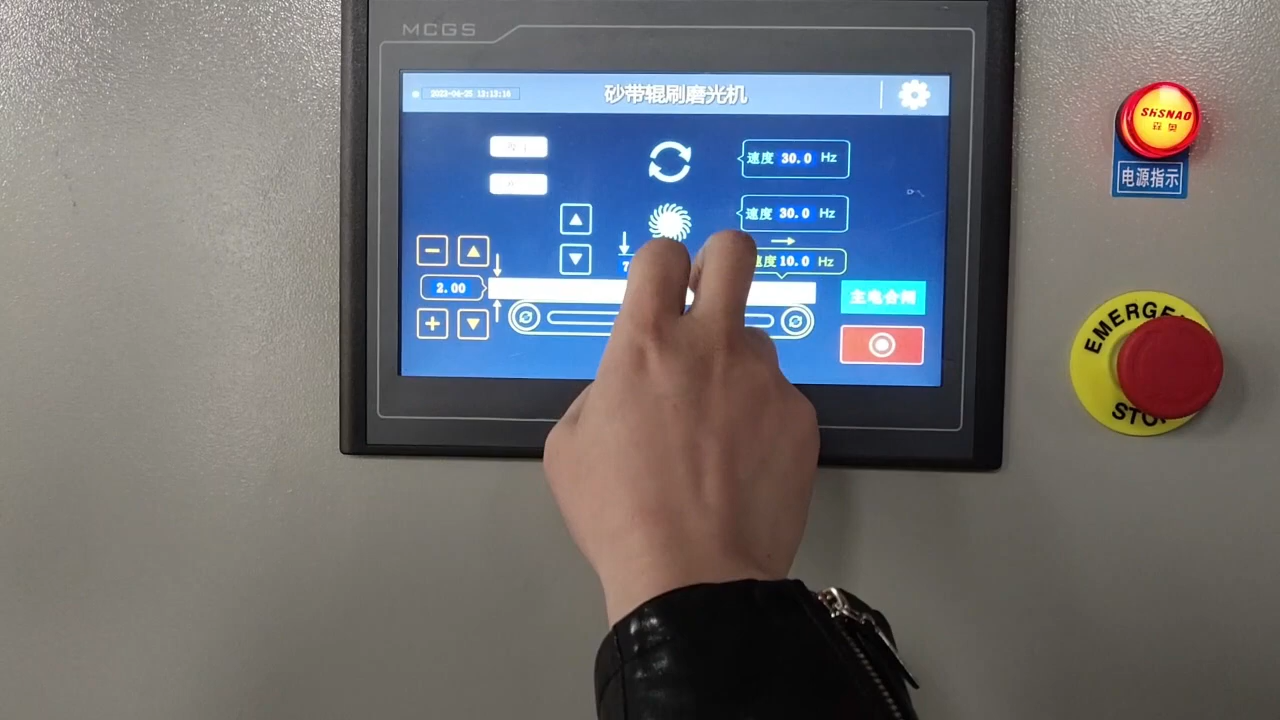 MCGS
2023-04-25 13:13:16
砂带辊刷磨光机
速度 30.0 Hz
速度 30.0 Hz
速度 10.0 Hz
2.00
主电合闸
SHSNAO
电源指示
EMERGEN
STOP